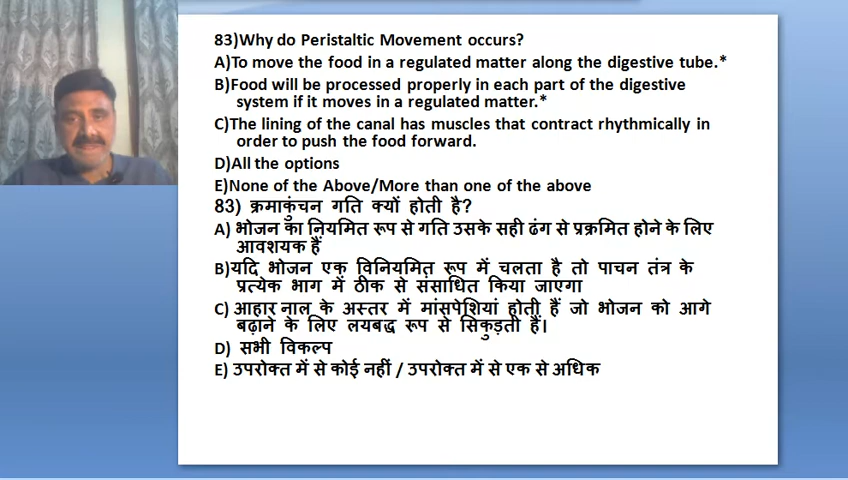 83)Why do Peristaltic Movement occurs?
A)To move the food in a regulated matter along the digestive tube.*
B)Food will be processed properly in each part of the digestive
system if it moves in a regulated matter.*
C)The lining of the canal has muscles that contract rhythmically in
order to push the food forward.
D)All the options
E)None of the Above/More than one of the above
83) क्रमाकुंचन गति क्यों होती है?
A) भोजन का नियमित रूप से गति उसके सही ढंग से प्रक्रमित होने के लिए
आवशयक हैं
B)यदि भोजन एक विनियमित रूप में चलता है तो पाचन तंत्र के
प्रत्येक भाग में ठीक से संसाधित किया जाएगा
C) आहार नाल के अस्तर में मांसपेशियां होती हैं जो भोजन को आगे
बढ़ाने के लिए लयबद्ध रूप से सिकुड़ती हैं।
D) सभी विकल्प
E) उपरोक्त में से कोई नहीं / उपरोक्त में से एक से अधिक